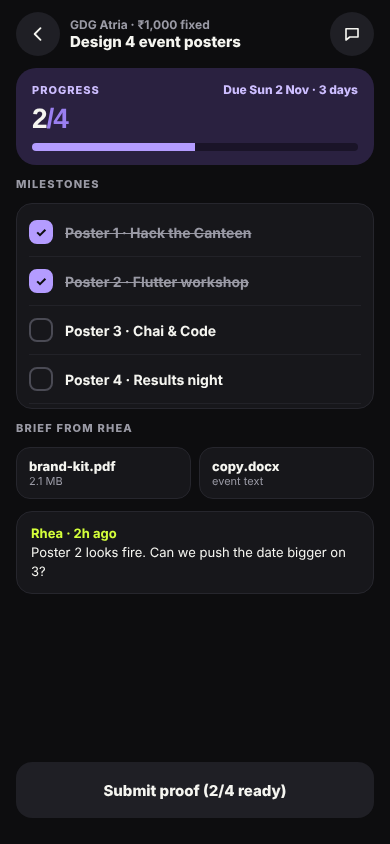 GDG Atria · ₹1,000 fixed
Design 4 event posters
PROGRESS
Due Sun 2 Nov · 3 days
2/4
MILESTONES
Poster 1 · Hack the Canteen
Poster 2 · Flutter workshop
Poster 3 · Chai & Code
Poster 4 · Results night
BRIEF FROM RHEA
brand-kit.pdf
2.1 MB
copy.docx
event text
Rhea · 2h ago
Poster 2 looks fire. Can we push the date bigger on
3?
Submit proof (2/4 ready)